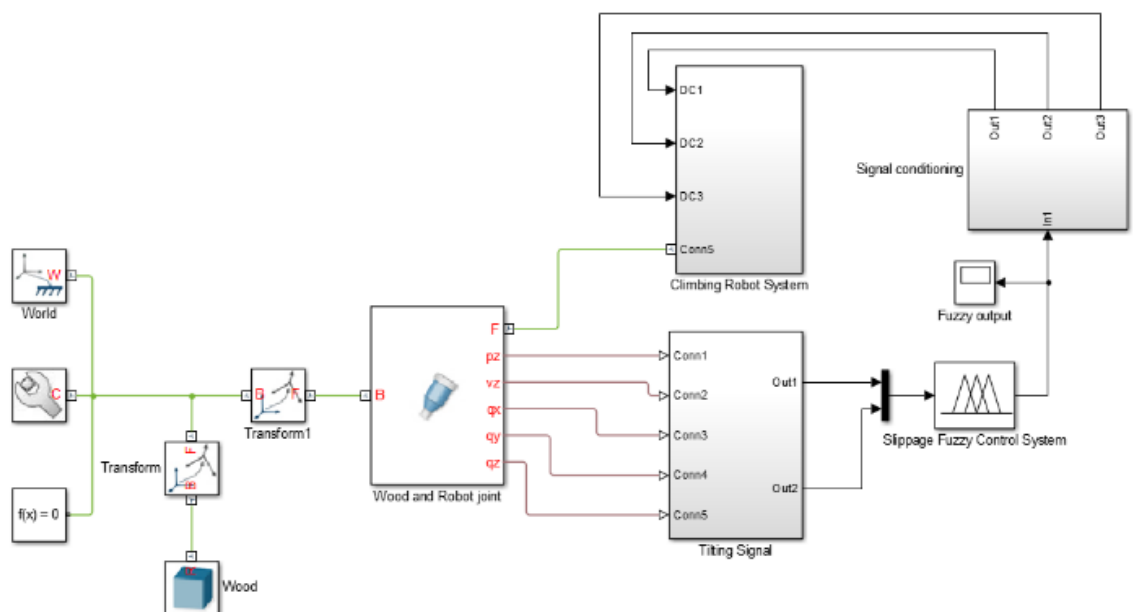 Out1
Out2
Out3
Signal conditioning
In1
DC1
DC2
DC3
Conn5
Climbing Robot System
W
World
C
f(x) = 0
B
F
Transform1
F
B
Transform
R
Wood
B
F
pz
vz
qx
qy
qz
Wood and Robot joint
Conn1
Conn2
Conn3
Conn4
Conn5
Out1
Out2
Tilting Signal
Fuzzy output
Slippage Fuzzy Control System